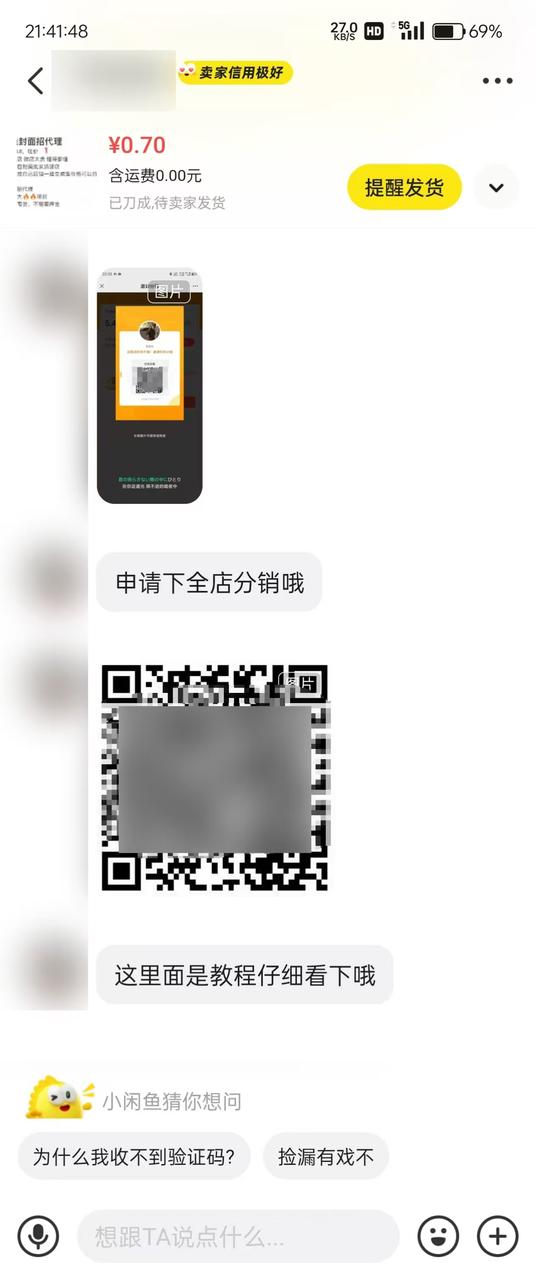 21:41:48
27.0
KB/S
HD
5G
69%
卖家信用极好
封面招代理
¥0.70
含运费0.00元
已刀成,待卖家发货
提醒发货
图片
申请下全店分销哦
图片
这里面是教程仔细看下哦
小闲鱼猜你想问
为什么我收不到验证码?
捡漏有戏不
想跟TA说点什么...